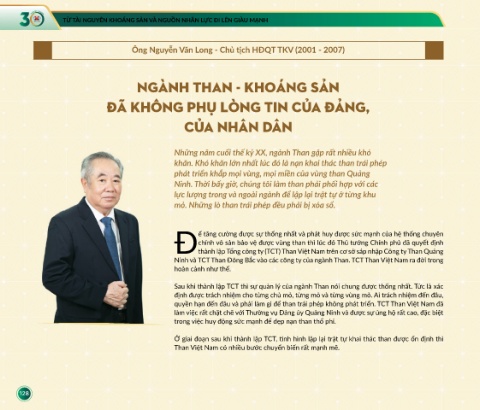 30
TỪ TÀI NGUYÊN KHOÁNG SẢN VÀ NGUỒN NHÂN LỰC ĐI LÊN GIÀU MẠNH
Ông Nguyễn Văn Long - Chủ tịch HĐQT TKV (2001 - 2007)
NGÀNH THAN - KHOÁNG SẢN
ĐÃ KHÔNG PHỤ LÒNG TIN CỦA ĐẢNG,
CỦA NHÂN DÂN
Những năm cuối thế kỷ XX, ngành Than gặp rất nhiều khó
khăn. Khó khăn lớn nhất lúc đó là nạn khai thác than trái phép
phát triển khắp mọi vùng, mọi miền của vùng than Quảng
Ninh. Thời bấy giờ, chúng tôi làm than phải phối hợp với các
lực lượng trong và ngoài ngành để lập lại trật tự ở từng khu
mỏ. Những lò than trái phép đều phải bị xóa sổ.
Để tăng cường được sự thống nhất và phát huy được sức mạnh của hệ thống chuyên
chính vô sản bảo vệ được vùng than thì lúc đó Thủ tướng Chính phủ đã quyết định
thành lập Tổng công ty (TCT) Than Việt Nam trên cơ sở sáp nhập Công ty Than Quảng
Ninh và TCT Than Đông Bắc vào các công ty của ngành Than. TCT Than Việt Nam ra đời trong
hoàn cảnh như thế.
Sau khi thành lập TCT thì sự quản lý của ngành Than nói chung được thống nhất. Tức là xác
định được trách nhiệm cho từng chủ mỏ, từng mỏ và từng vùng mỏ. Ai trách nhiệm đến đâu,
quyền hạn đến đâu và phải làm gì để than trái phép không phát triển. TCT Than Việt Nam đã
làm việc rất chặt chẽ với Thường vụ Đảng ủy Quảng Ninh và được sự ủng hộ rất cao, đặc biệt
trong việc huy động sức mạnh để dẹp nạn than thổ phỉ.
Ở giai đoạn sau khi thành lập TCT, tình hình lập lại trật tự khai thác than được ổn định thì
Than Việt Nam có nhiều bước chuyển biến rất mạnh mẽ.
128